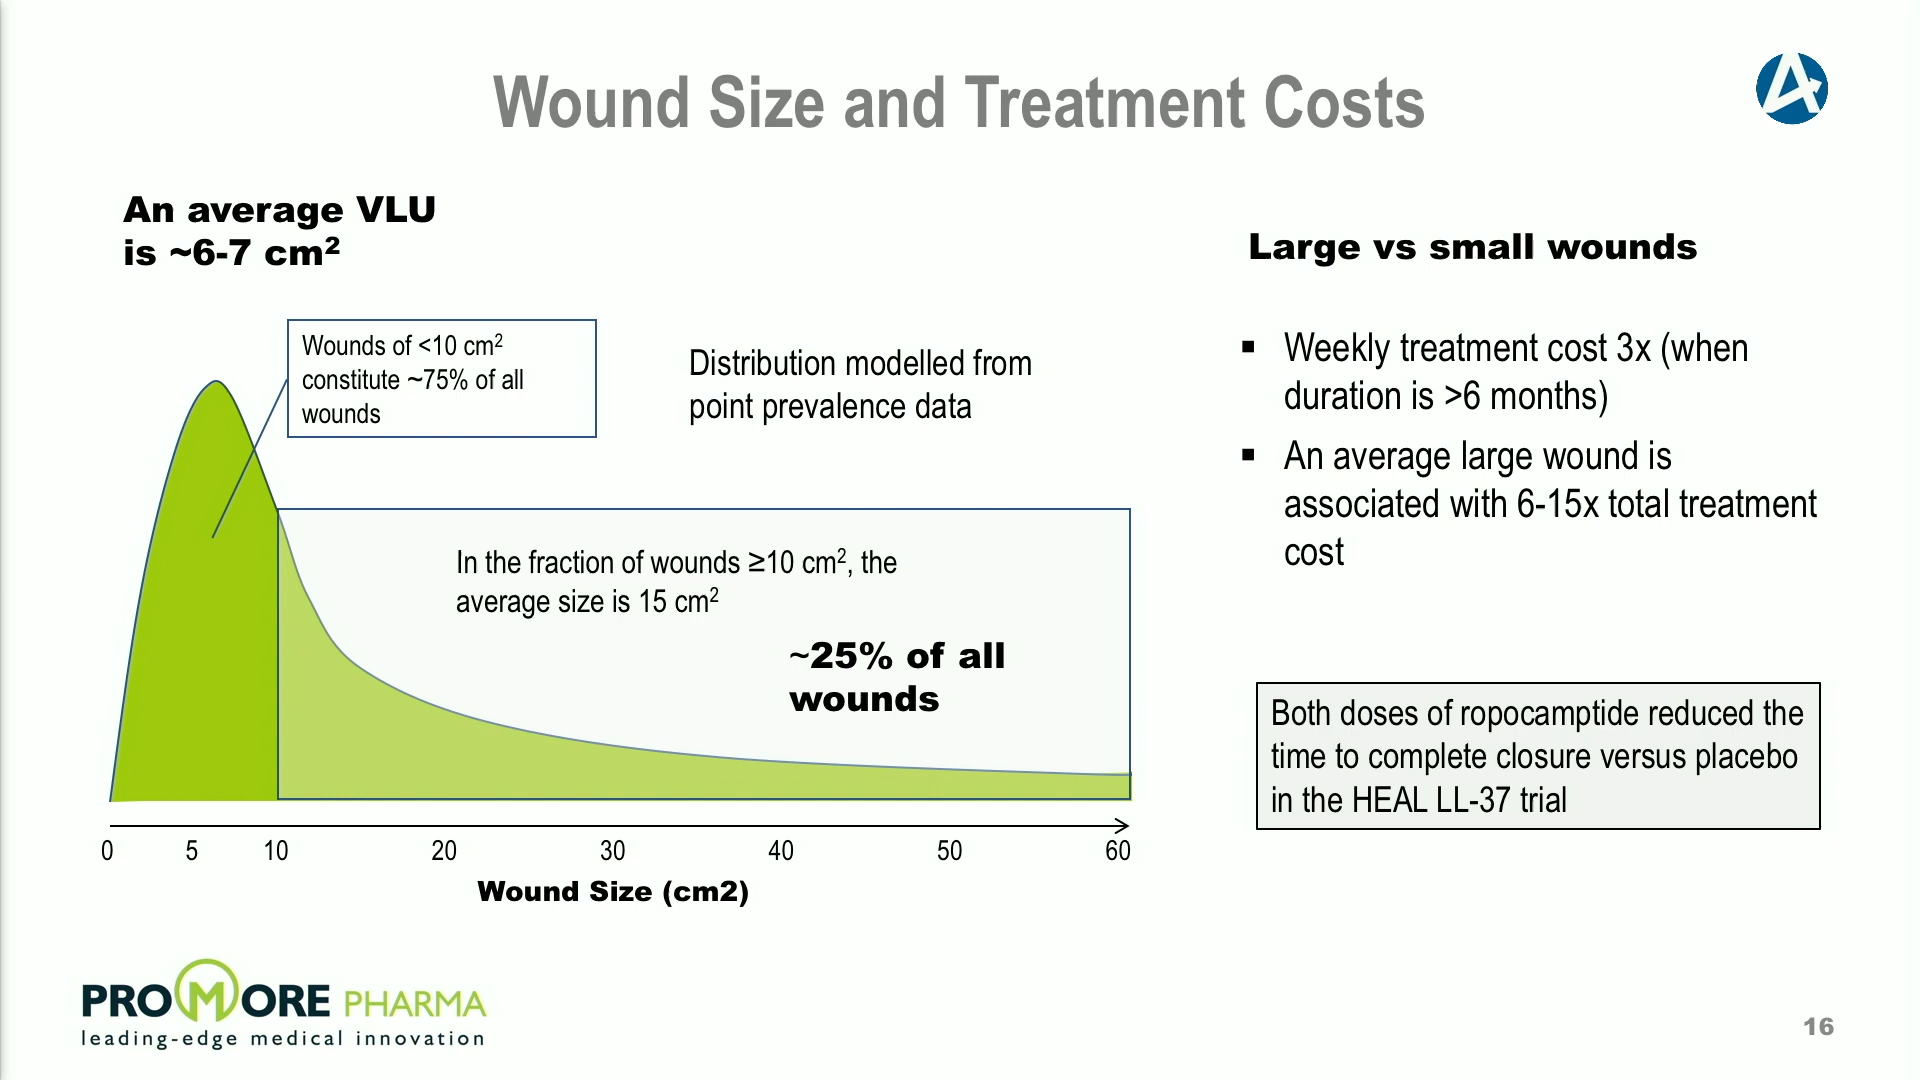 Wound Size and Treatment Costs
An average VLU
is ~6-7 cm²
Wounds of <10 cm²
constitute ~75% of all
wounds
Distribution modelled from
point prevalence data
In the fraction of wounds ≥10 cm², the
average size is 15 cm²
~25% of all
wounds
0 5 10 20 30 40 50 60
Wound Size (cm2)
Large vs small wounds
▪ Weekly treatment cost 3x (when
duration is >6 months)
▪ An average large wound is
associated with 6-15x total treatment
cost
Both doses of ropocamptide reduced the
time to complete closure versus placebo
in the HEAL LL-37 trial
PROMORE PHARMA
leading-edge medical innovation
16